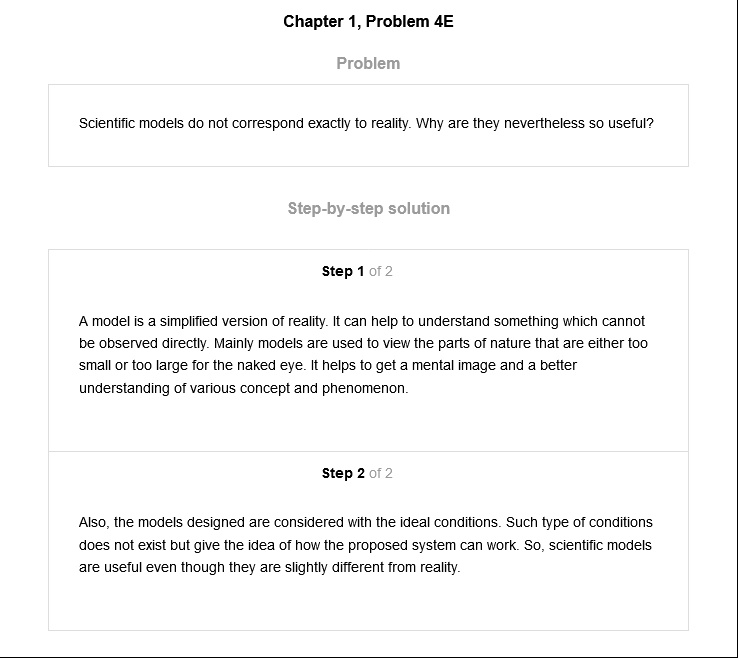 Chapter 1, Problem 4E
Problem
Scientific models do not correspond exactly to reality. Why are they nevertheless so useful?
Step-by-step solution
Step 1 of 2
A model is a simplified version of reality. It can help to understand something which cannot
be observed directly. Mainly models are used to view the parts of nature that are either too
small or too large for the naked eye. It helps to get a mental image and a better
understanding of various concept and phenomenon.
Step 2 of 2
Also, the models designed are considered with the ideal conditions. Such type of conditions
does not exist but give the idea of how the proposed system can work. So, scientific models
are useful even though they are slightly different from reality.